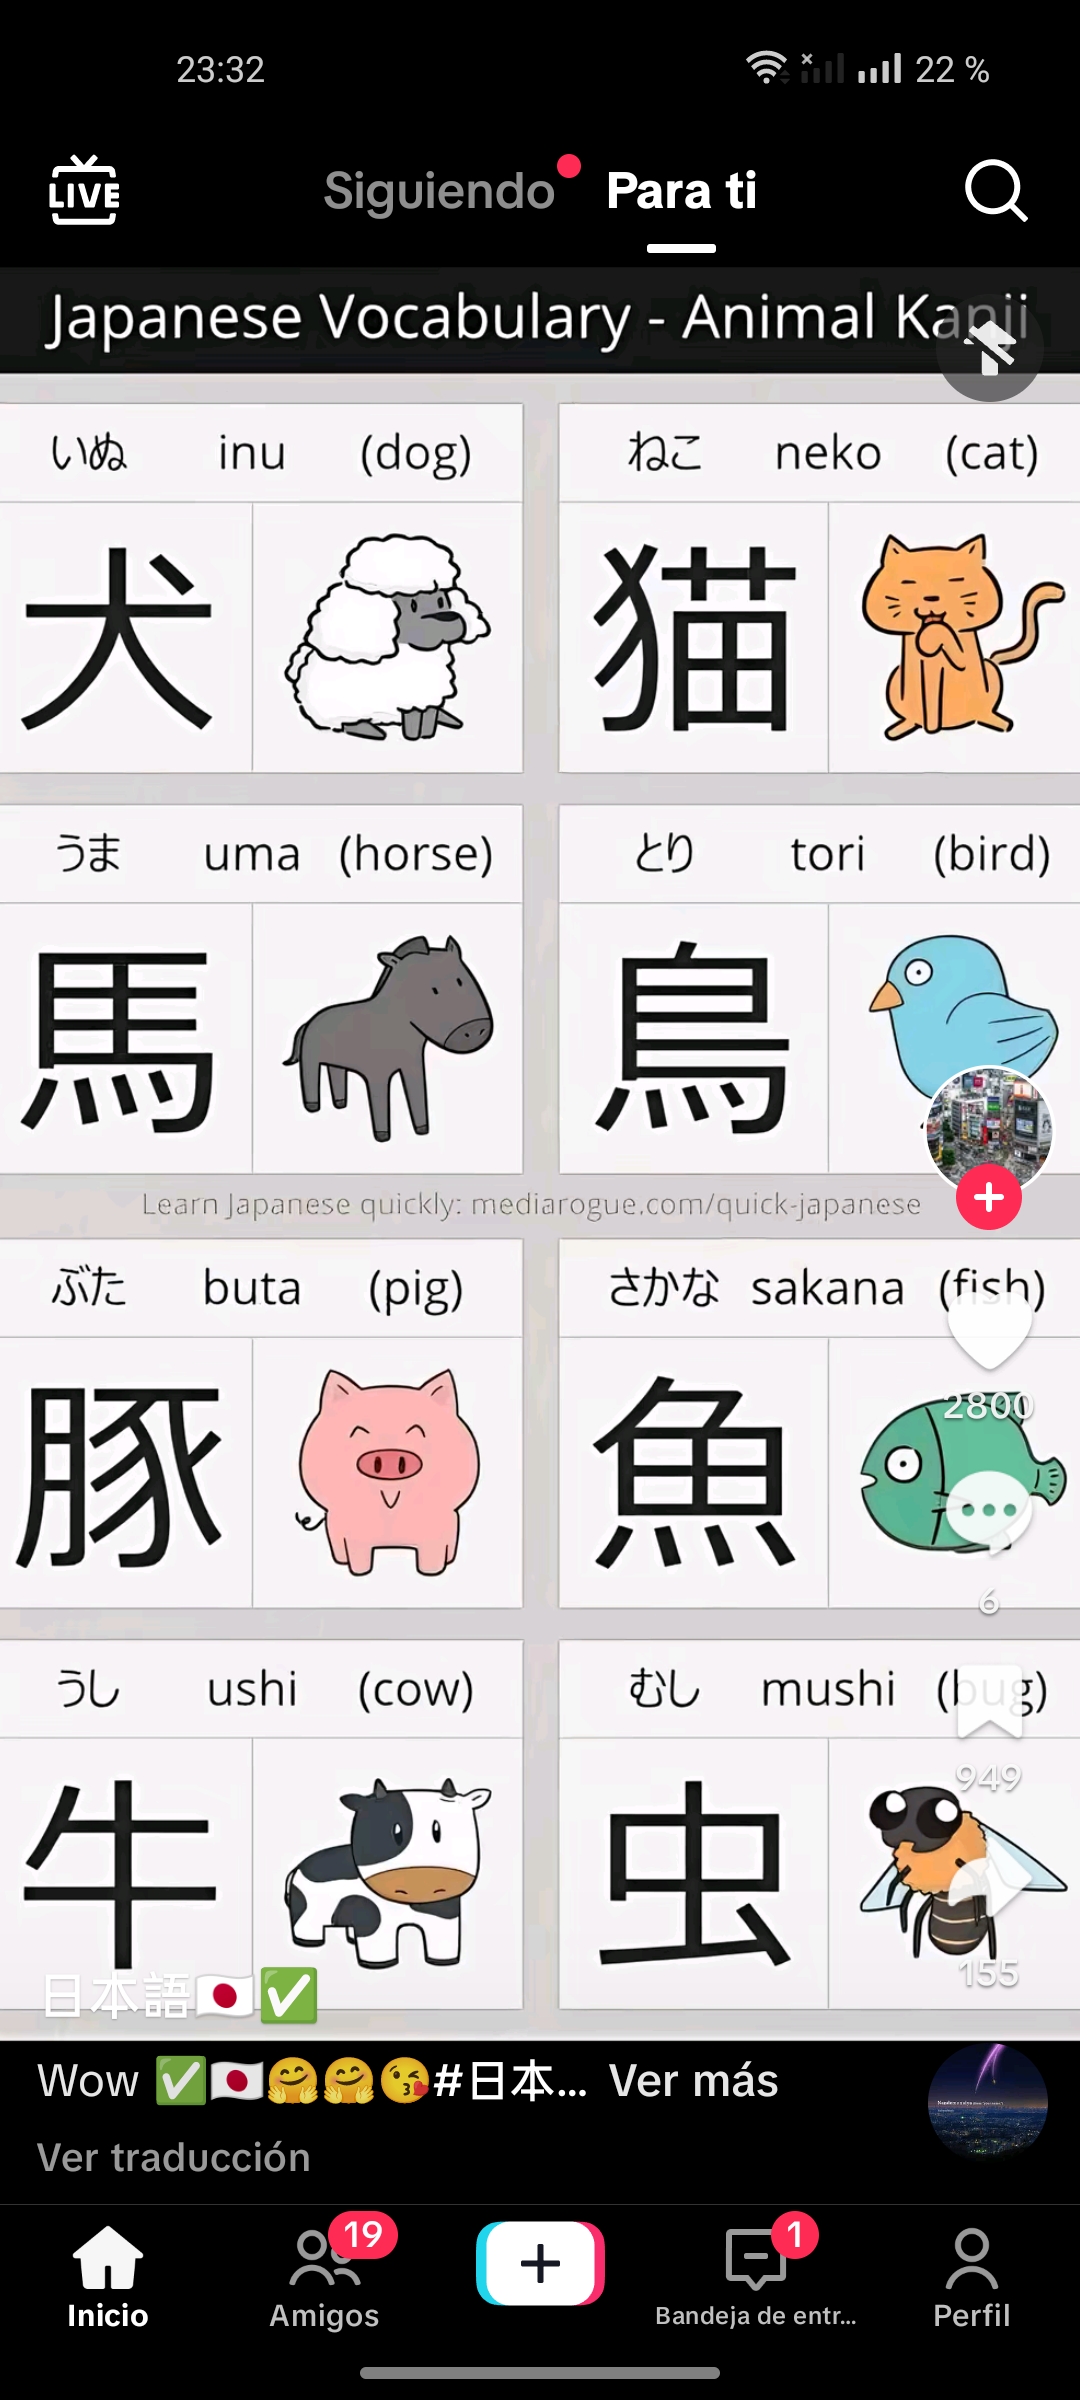 23:32
22 %
LIVE
Siguiendo
Para ti
Japanese Vocabulary - Animal Kanji
いぬ inu (dog)
ねこ neko (cat)
犬
猫
うま uma (horse)
とり tori (bird)
馬
鳥
Learn Japanese quickly: mediarogue.com/quick-japanese
ぶた buta (pig)
さかな sakana (fish)
豚
魚
2800
6
うし ushi (cow)
むし mushi (bug)
949
牛
虫
155
日本語🇯🇵✅
Wow ✅🇯🇵🤗🤗😘#日本... Ver más
Ver traducción
19
1
Inicio
Amigos
Bandeja de entr...
Perfil